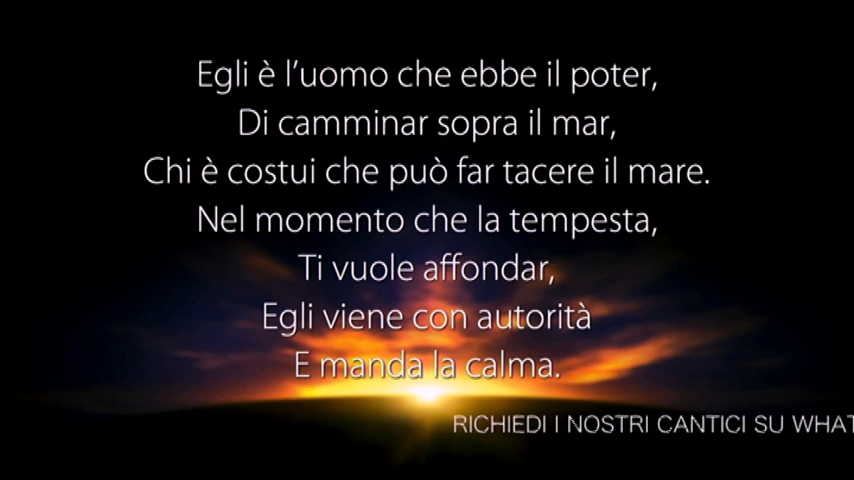 Egli è l'uomo che ebbe il poter,
Di camminar sopra il mar,
Chi è costui che può far tacere il mare.
Nel momento che la tempesta,
Ti vuole affondar,
Egli viene con autorità
E manda la calma.
RICHIEDI I NOSTRI CANTICI SU WHAT